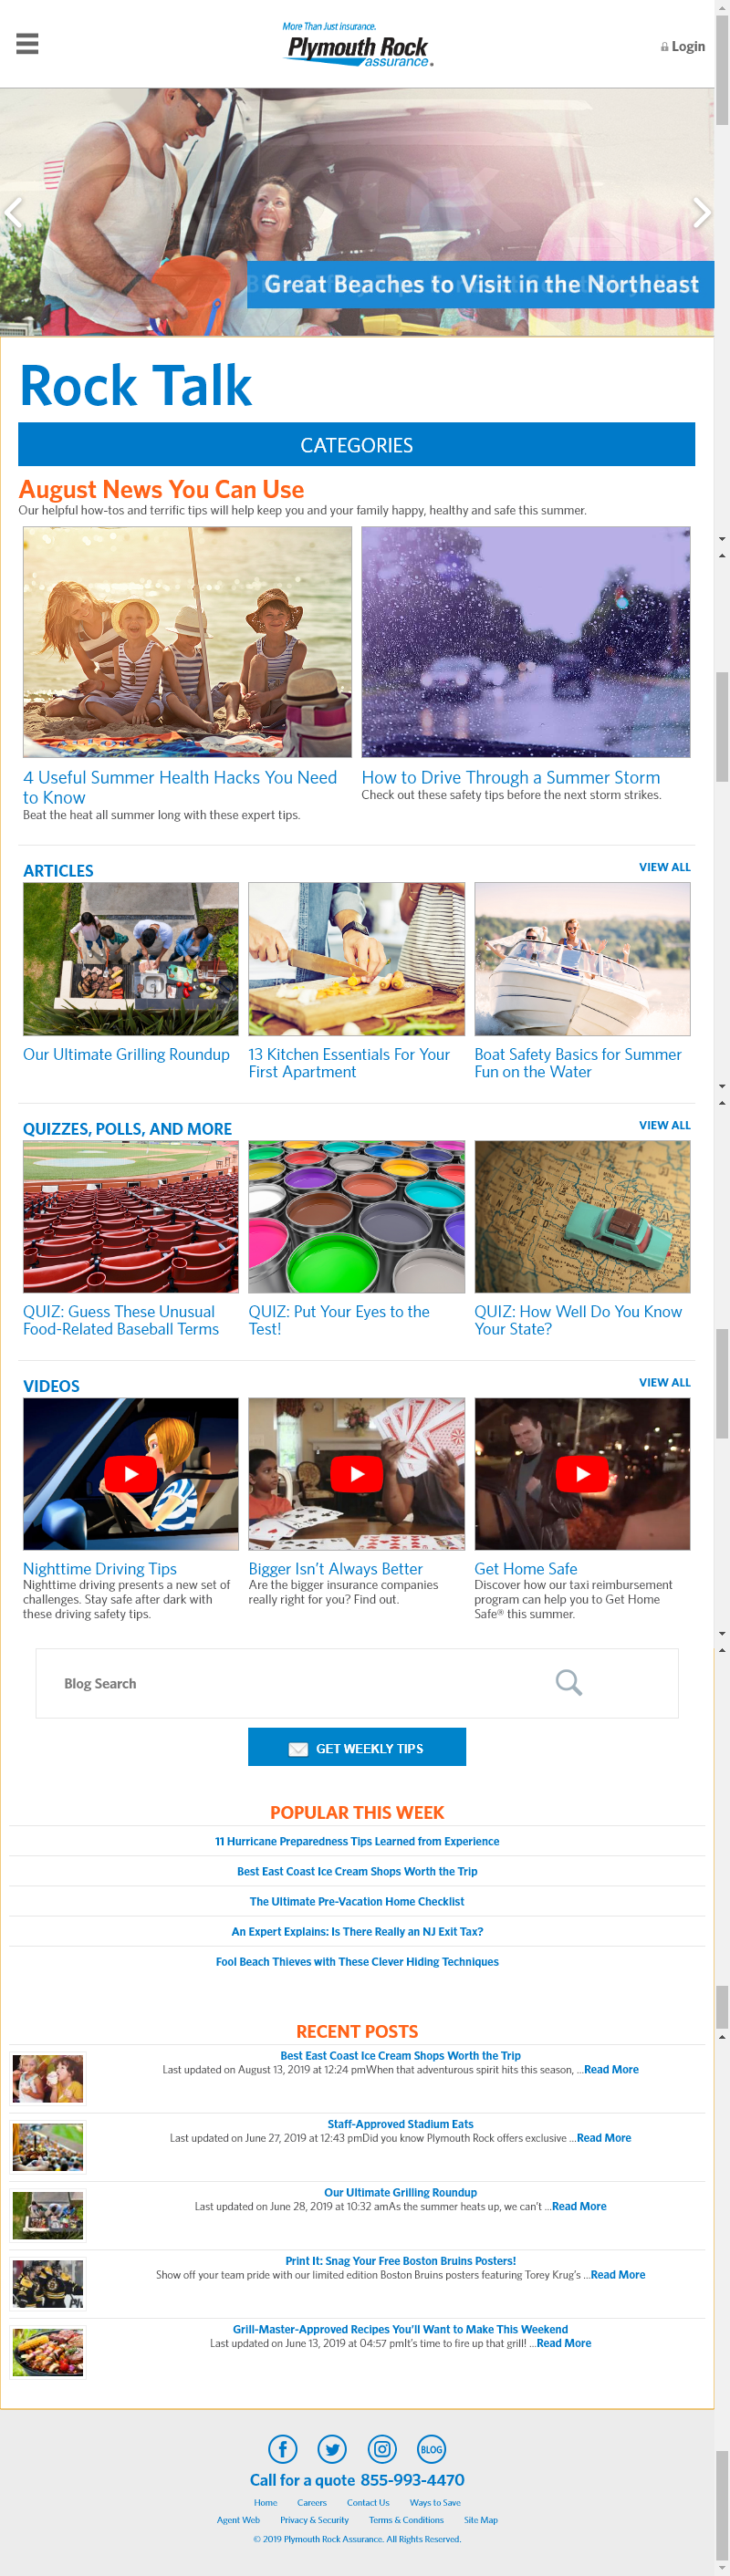 More Than Just Insurance.
Plymouth Rock
assurance®
Login
Great Beaches to Visit in the Northeast
Rock Talk
CATEGORIES
August News You Can Use
Our helpful how-tos and terrific tips will help keep you and your family happy, healthy and safe this summer.
4 Useful Summer Health Hacks You Need
to Know
Beat the heat all summer long with these expert tips.
How to Drive Through a Summer Storm
Check out these safety tips before the next storm strikes.
ARTICLES
VIEW ALL
Our Ultimate Grilling Roundup
13 Kitchen Essentials For Your
First Apartment
Boat Safety Basics for Summer
Fun on the Water
QUIZZES, POLLS, AND MORE
VIEW ALL
QUIZ: Guess These Unusual
Food-Related Baseball Terms
QUIZ: Put Your Eyes to the
Test!
QUIZ: How Well Do You Know
Your State?
VIDEOS
VIEW ALL
Nighttime Driving Tips
Nighttime driving presents a new set of
challenges. Stay safe after dark with
these driving safety tips.
Bigger Isn't Always Better
Are the bigger insurance companies
really right for you? Find out.
Get Home Safe
Discover how our taxi reimbursement
program can help you to Get Home
Safe® this summer.
Blog Search
GET WEEKLY TIPS
POPULAR THIS WEEK
11 Hurricane Preparedness Tips Learned from Experience
Best East Coast Ice Cream Shops Worth the Trip
The Ultimate Pre-Vacation Home Checklist
An Expert Explains: Is There Really an NJ Exit Tax?
Fool Beach Thieves with These Clever Hiding Techniques
RECENT POSTS
Best East Coast Ice Cream Shops Worth the Trip
Last updated on August 13, 2019 at 12:24 pmWhen that adventurous spirit hits this season, ...Read More
Staff-Approved Stadium Eats
Last updated on June 27, 2019 at 12:43 pmDid you know Plymouth Rock offers exclusive ...Read More
Our Ultimate Grilling Roundup
Last updated on June 28, 2019 at 10:32 amAs the summer heats up, we can't ...Read More
Print It: Snag Your Free Boston Bruins Posters!
Show off your team pride with our limited edition Boston Bruins posters featuring Torey Krug's ...Read More
Grill-Master-Approved Recipes You'll Want to Make This Weekend
Last updated on June 13, 2019 at 04:57 pmIt's time to fire up that grill! ...Read More
BLOG
Call for a quote 855-993-4470
Home Careers Contact Us Ways to Save
Agent Web Privacy & Security Terms & Conditions Site Map
© 2019 Plymouth Rock Assurance. All Rights Reserved.